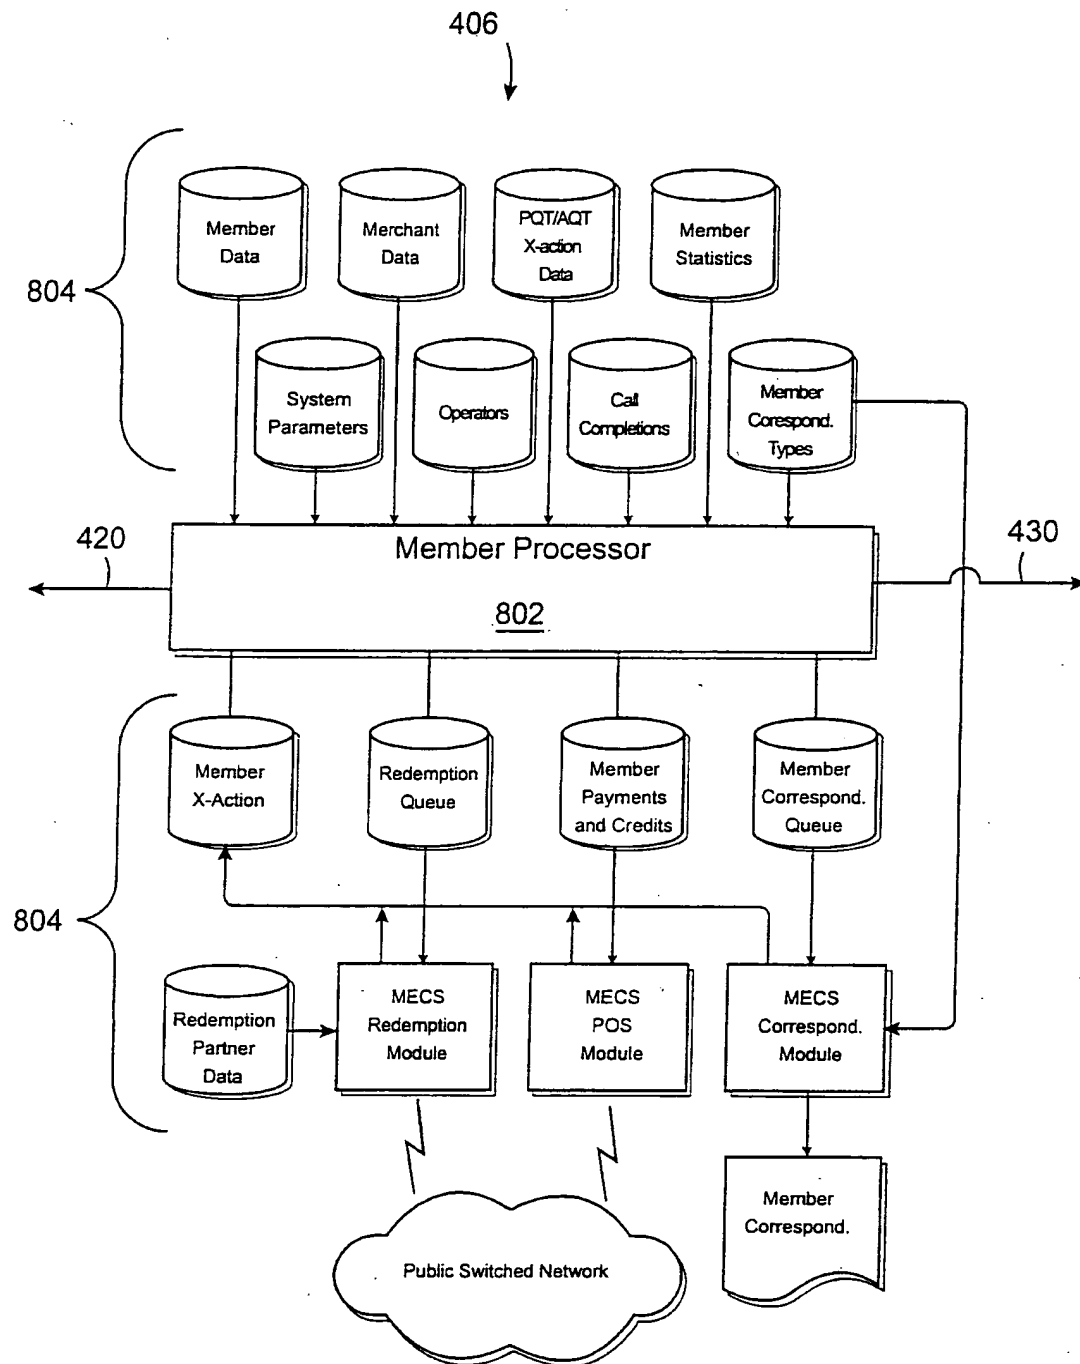 406
Member
Data
Merchant
Data
PQT/AQT
X-action
Data
Member
Statistics
804
System
Parameters
Operators
Call
Completions
Member
Corespond.
Types
420
Member Processor
430
802
Member
X-Action
Redemption
Queue
Member
Payments
and Credits
Member
Correspond.
Queue
804
Redemption
Partner
Data
MECS
Redemption
Module
MECS
POS
Module
MECS
Correspond.
Module
Member
Correspond.
Public Switched Network